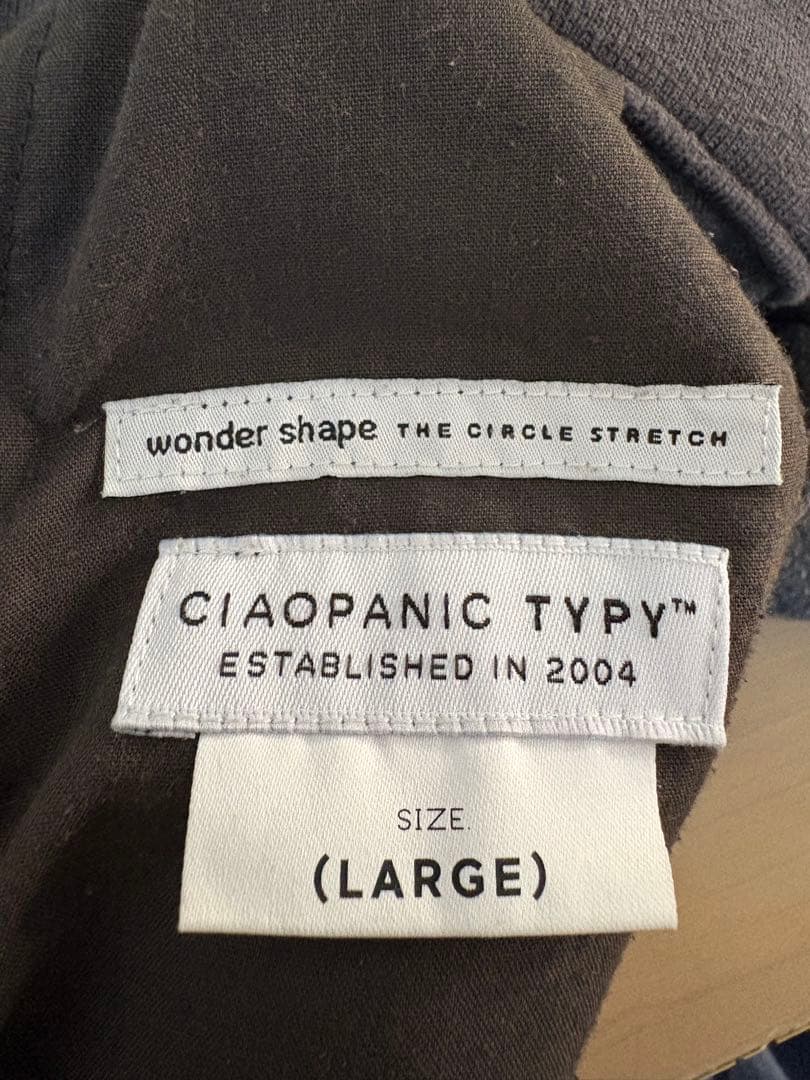 wonder shape THE CIRCLE STRETCH
CIAOPANIC TYPY™
ESTABLISHED IN 2004
SIZE.
(LARGE)